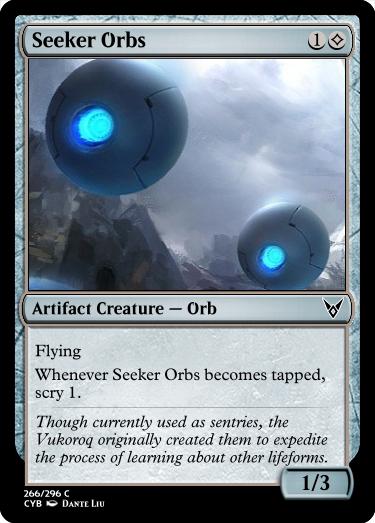 Seeker Orbs 1
Artifact Creature — Orb
Flying
Whenever Seeker Orbs becomes tapped,
scry 1.
Though currently used as sentries, the
Vukoroq originally created them to expedite
the process of learning about other lifeforms.
1/3
266/296 C
CYB Dante Liu